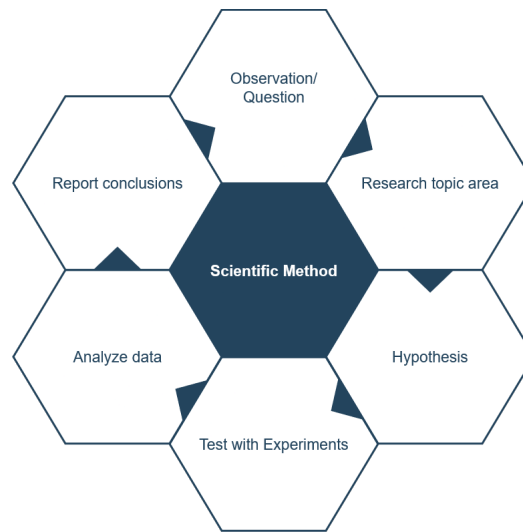 Observation/
Question
Report conclusions
Research topic area
Scientific Method
Analyze data
Hypothesis
Test with Experiments